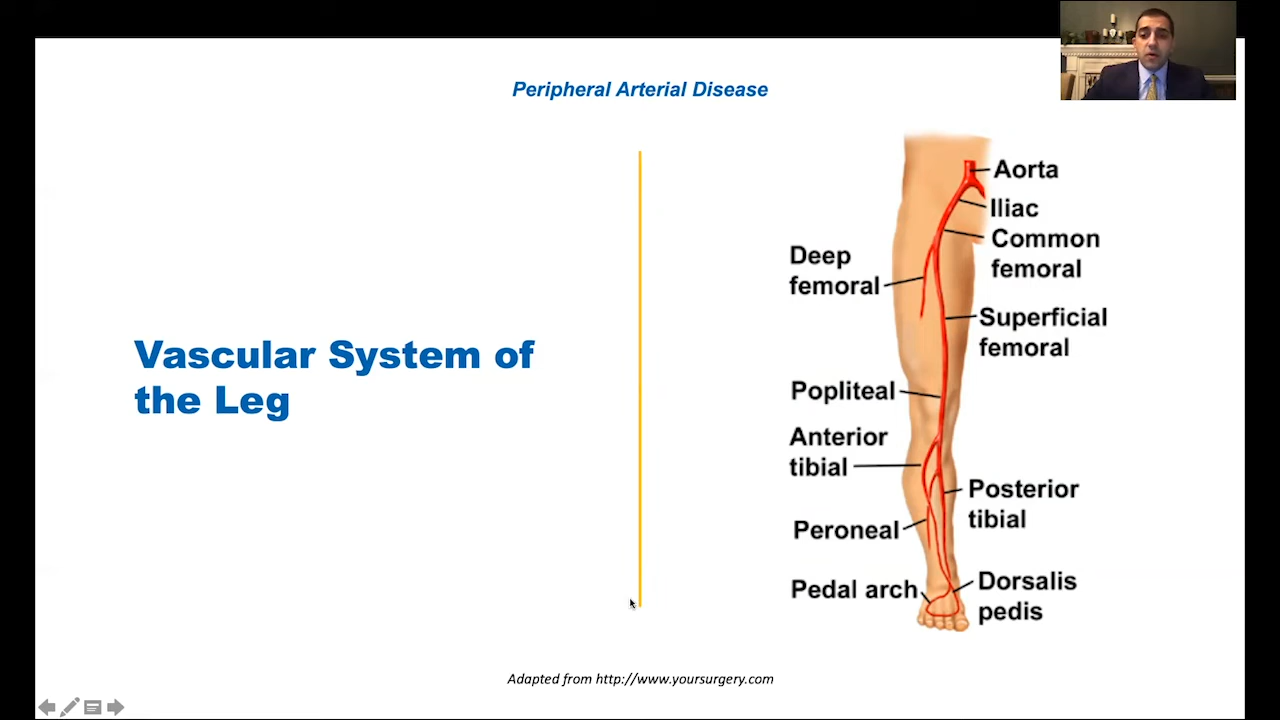 Peripheral Arterial Disease
Vascular System of
the Leg
Aorta
Iliac
Common
femoral
Deep
femoral
Superficial
femoral
Popliteal
Anterior
tibial
Posterior
tibial
Peroneal
Pedal arch
Dorsalis
pedis
Adapted from http://www.yoursurgery.com